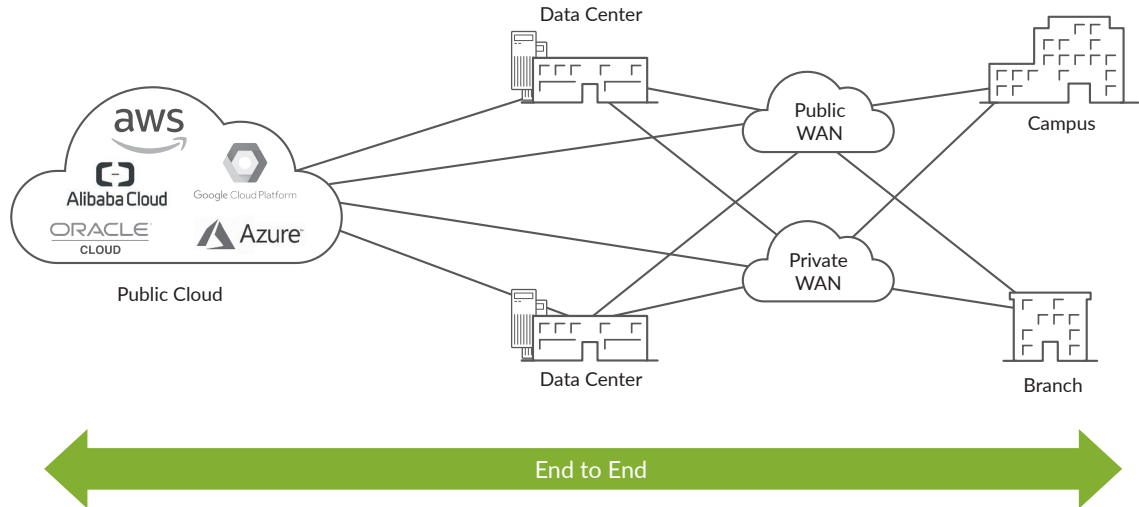 Data Center
aws
Alibaba Cloud
Google Cloud Platform
ORACLE
CLOUD
Azure
Public Cloud
Public
WAN
Campus
Private
WAN
Data Center
Branch
End to End